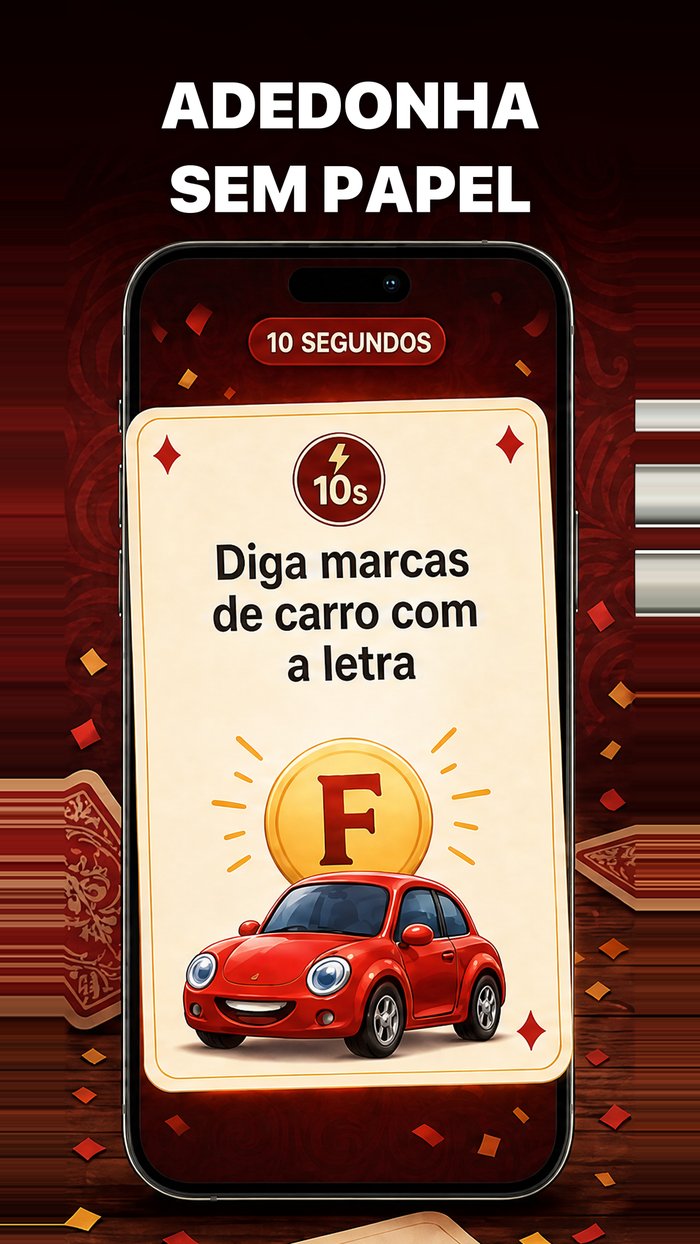 ADEDONHA
SEM PAPEL
10 SEGUNDOS
10s
Diga marcas
de carro com
a letra
F